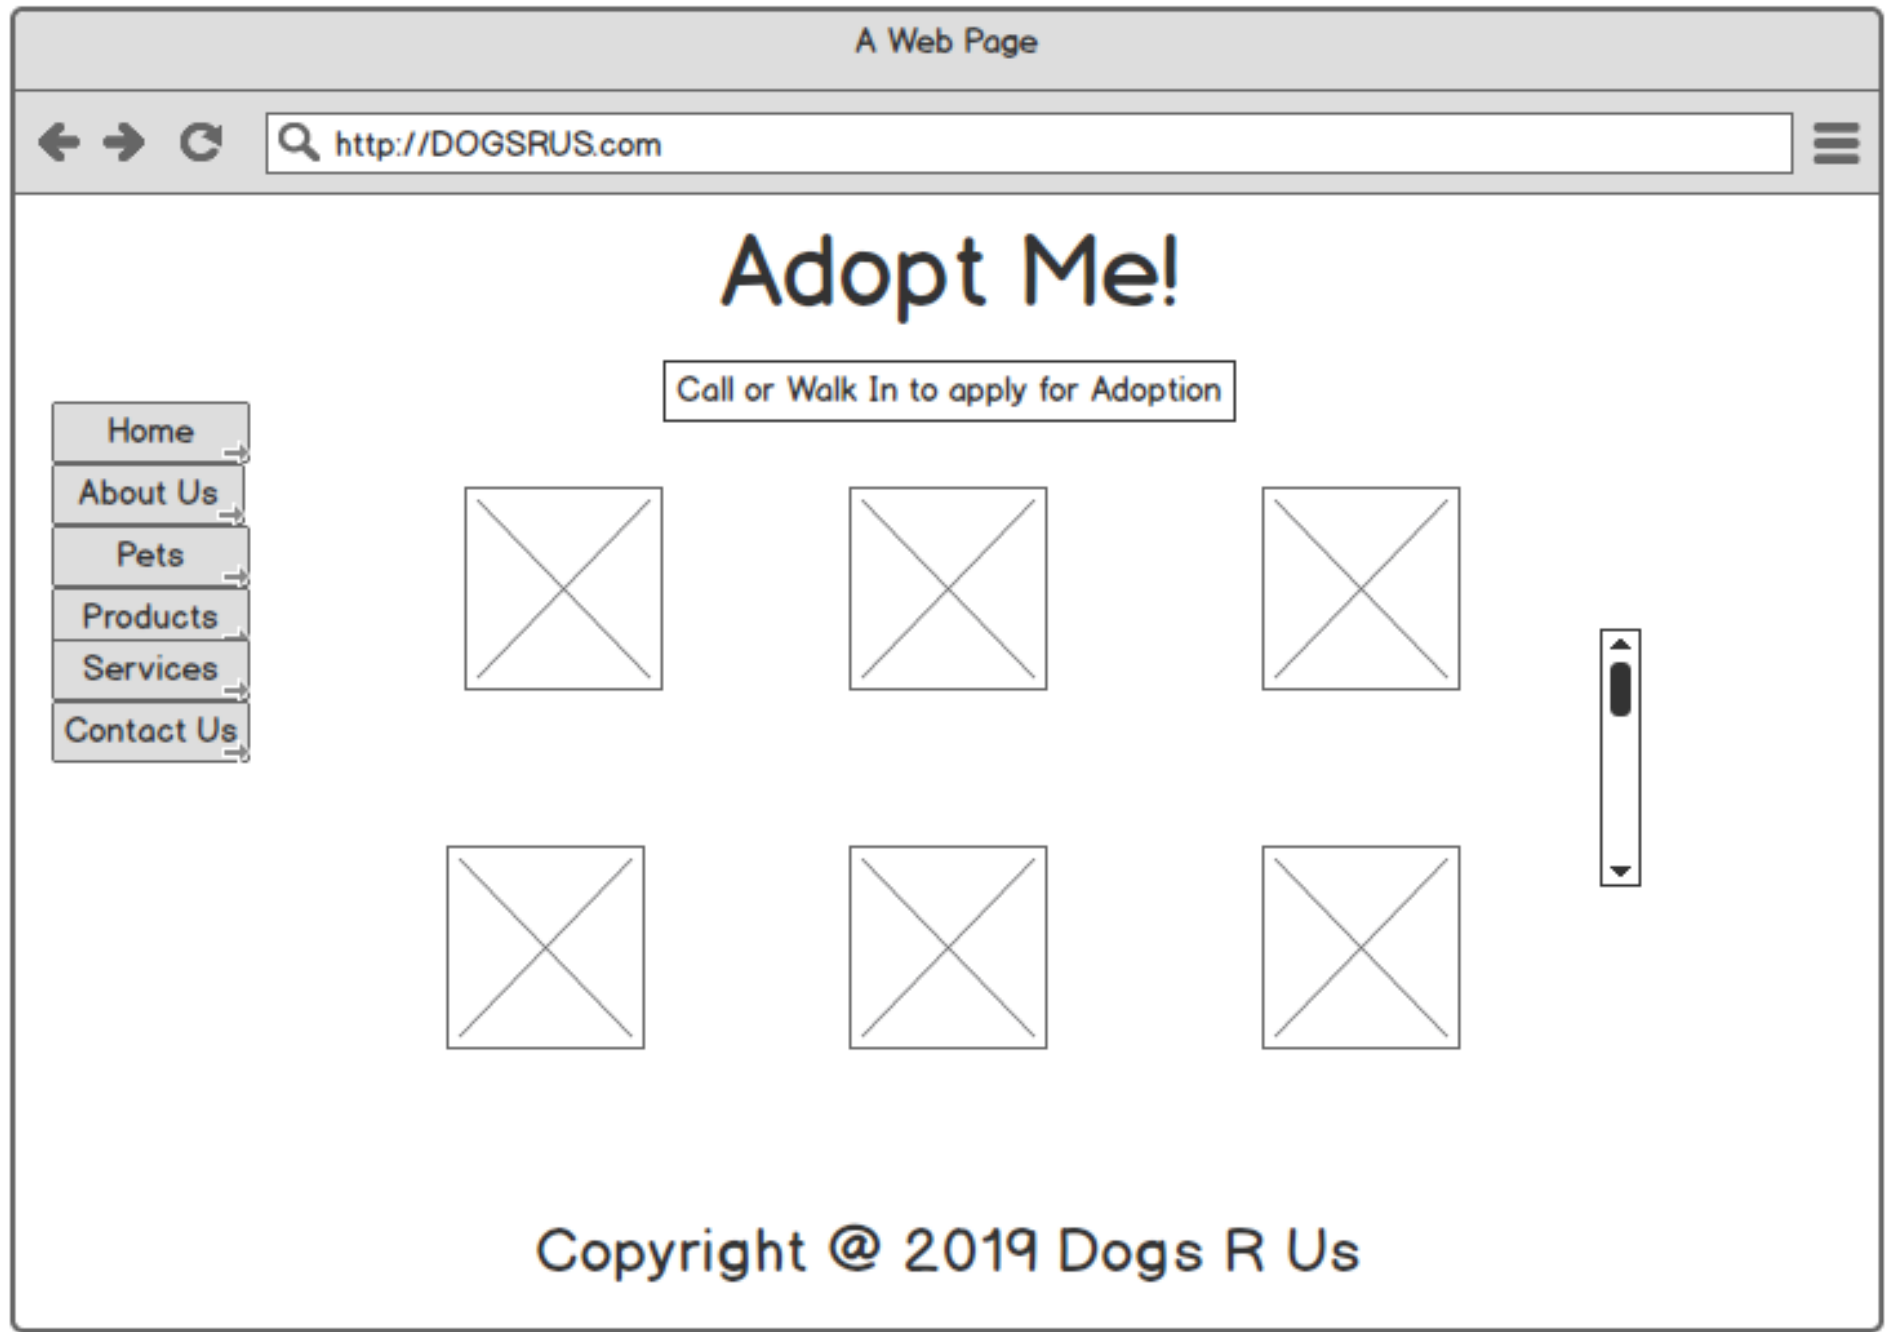 A Web Page
http://DOGSRUS.com
Adopt Me!
Call or Walk In to apply for Adoption
Home
About Us
Pets
Products
Services
Contact Us
Copyright @ 2019 Dogs R Us